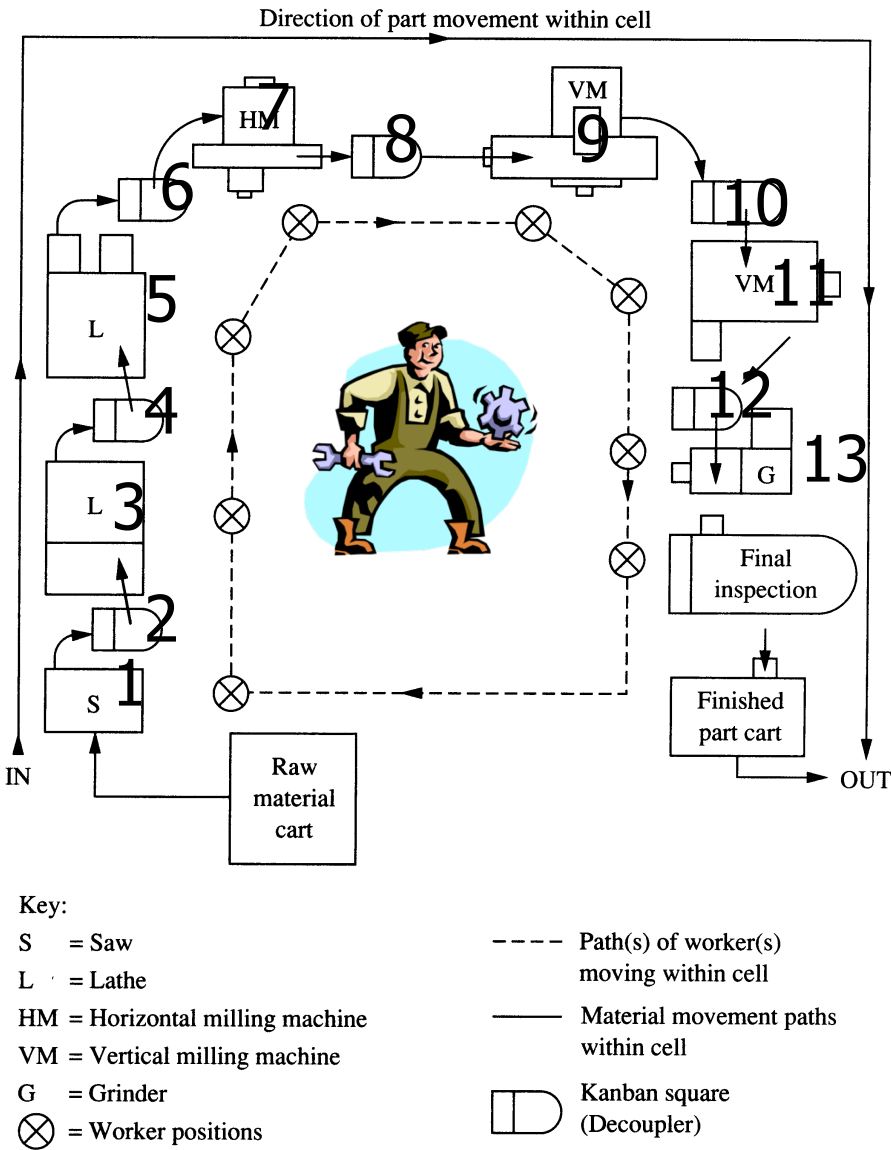 Direction of part movement within cell
7
HM
8
VM
9
6
10
5
L
VM
11
4
12
13
G
L
3
Final
inspection
2
1
S
Finished
part cart
IN
OUT
Raw
material
cart
Key:
S = Saw
L = Lathe
HM = Horizontal milling machine
VM = Vertical milling machine
G = Grinder
= Worker positions
Path(s) of worker(s)
moving within cell
Material movement paths
within cell
Kanban square
(Decoupler)